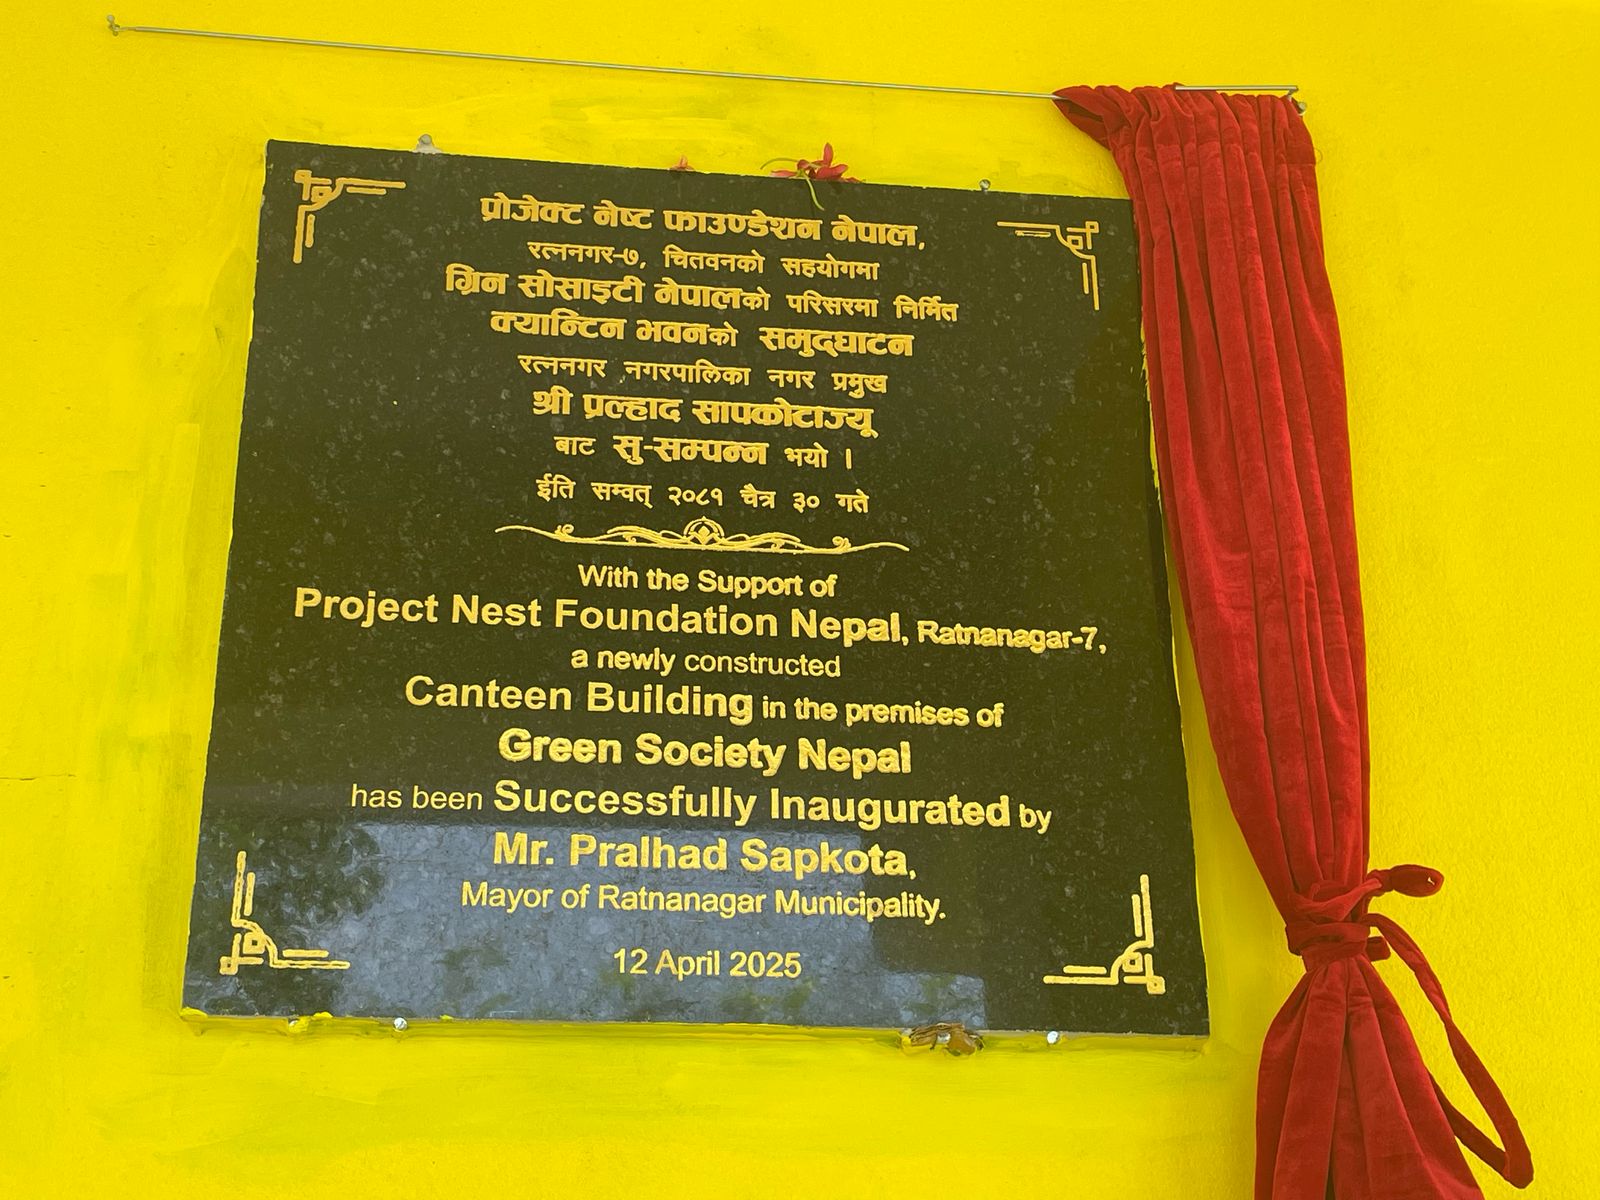 प्रोजेक्ट नेष्ट फाउण्डेशन नेपाल,
रत्ननगर-७, चितवनको सहयोगमा
ग्रिन सोसाइटी नेपालको परिसरमा निर्मित
क्यान्टिन भवनको समुद्घाटन
रत्ननगर नगरपालिका नगर प्रमुख
श्री प्रल्हाद सापकोटाज्यू
बाट सु-सम्पन्न भयो ।
ईति सम्वत् २०८१ चैत्र ३० गते
With the Support of
Project Nest Foundation Nepal, Ratnanagar-7,
a newly constructed
Canteen Building in the premises of
Green Society Nepal
has been Successfully Inaugurated by
Mr. Pralhad Sapkota,
Mayor of Ratnanagar Municipality.
12 April 2025